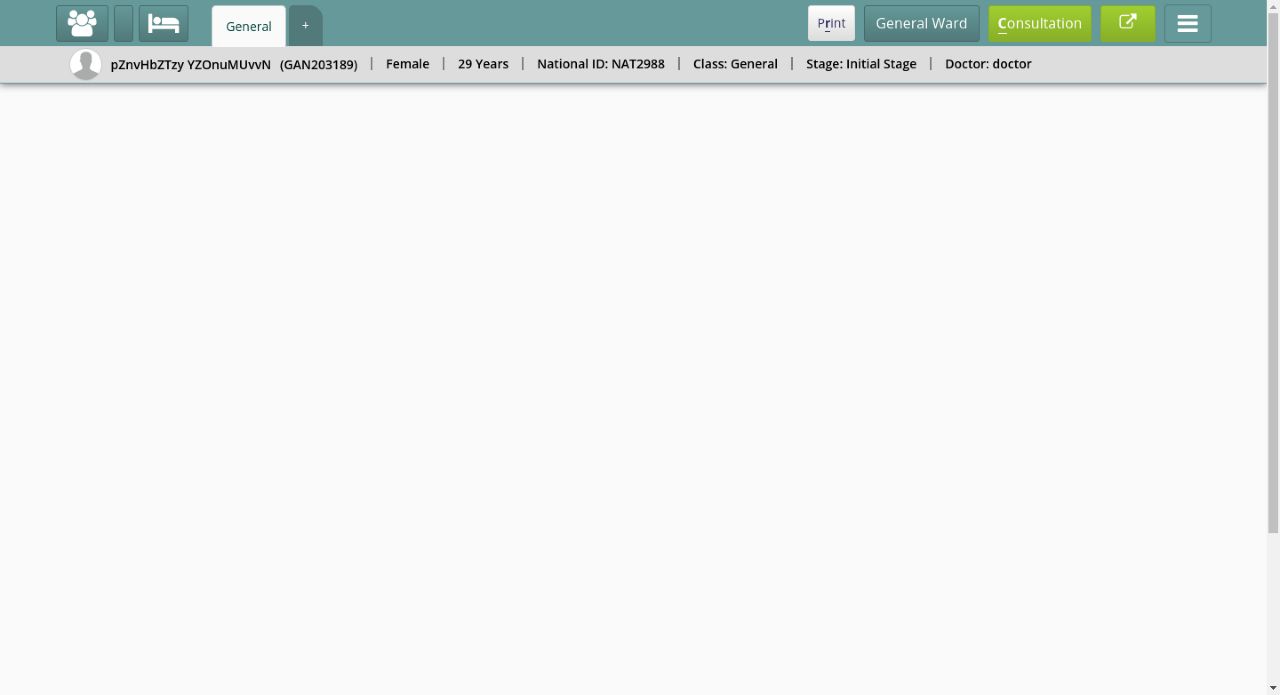 General + Print General Ward Consultation
pZnvHbZTzy YZOnuMUvvN (GAN203189) | Female | 29 Years | National ID: NAT2988 | Class: General | Stage: Initial Stage | Doctor: doctor